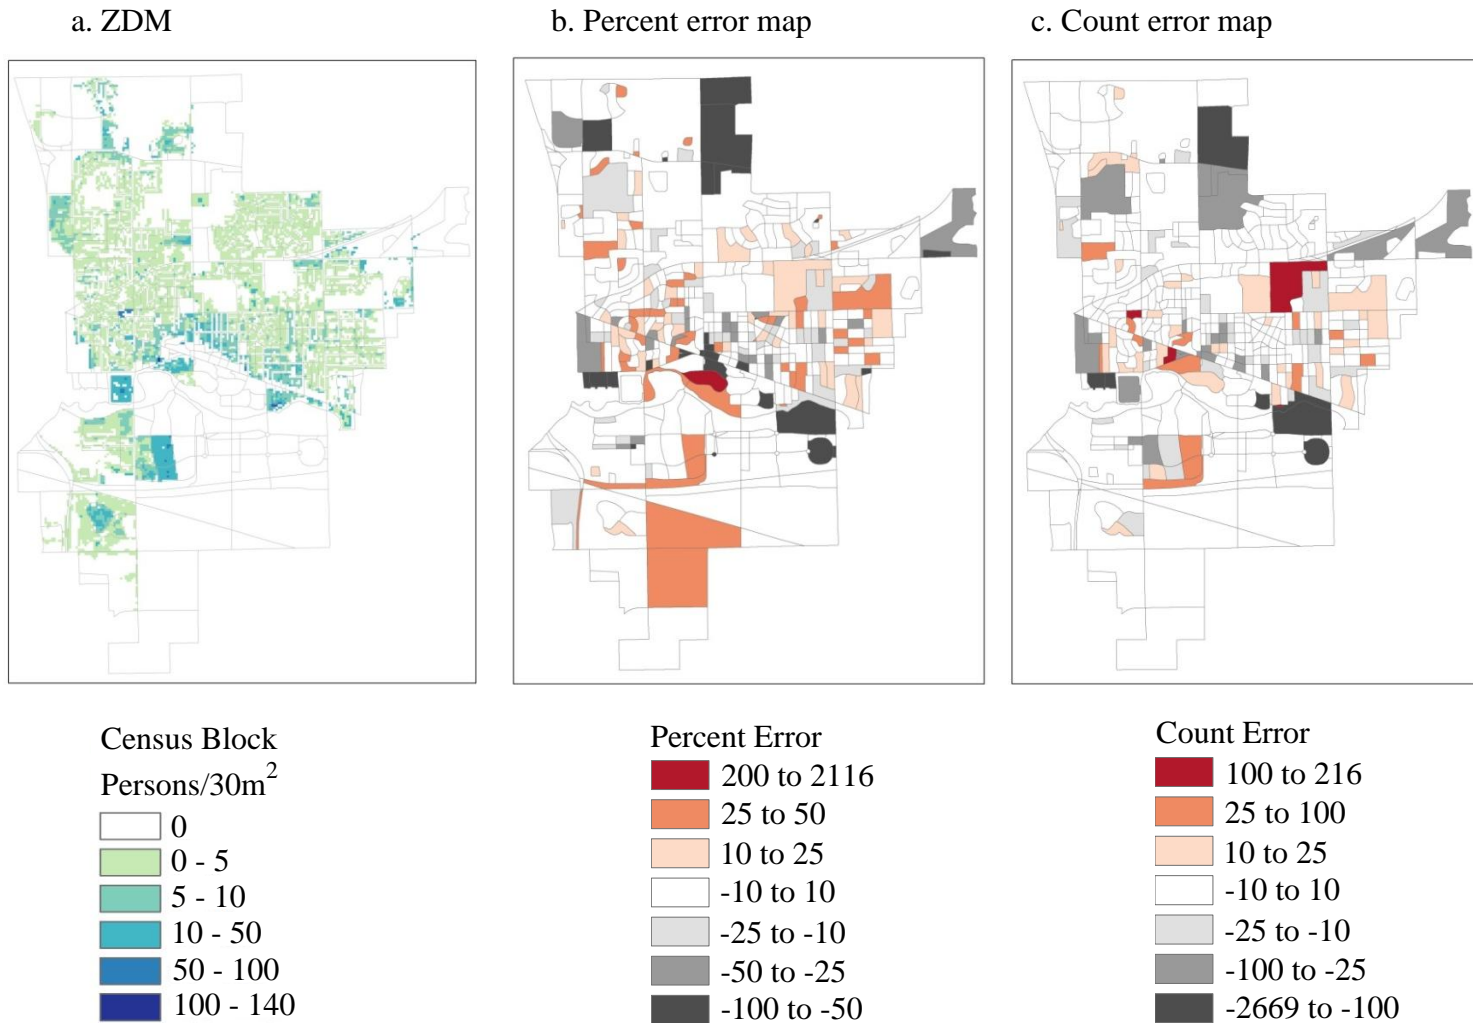 a. ZDM
b. Percent error map
c. Count error map
Census Block
Persons/30m²
0
0 - 5
5 - 10
10 - 50
50 - 100
100 - 140
Percent Error
200 to 2116
25 to 50
10 to 25
-10 to 10
-25 to -10
-50 to -25
-100 to -50
Count Error
100 to 216
25 to 100
10 to 25
-10 to 10
-25 to -10
-100 to -25
-2669 to -100